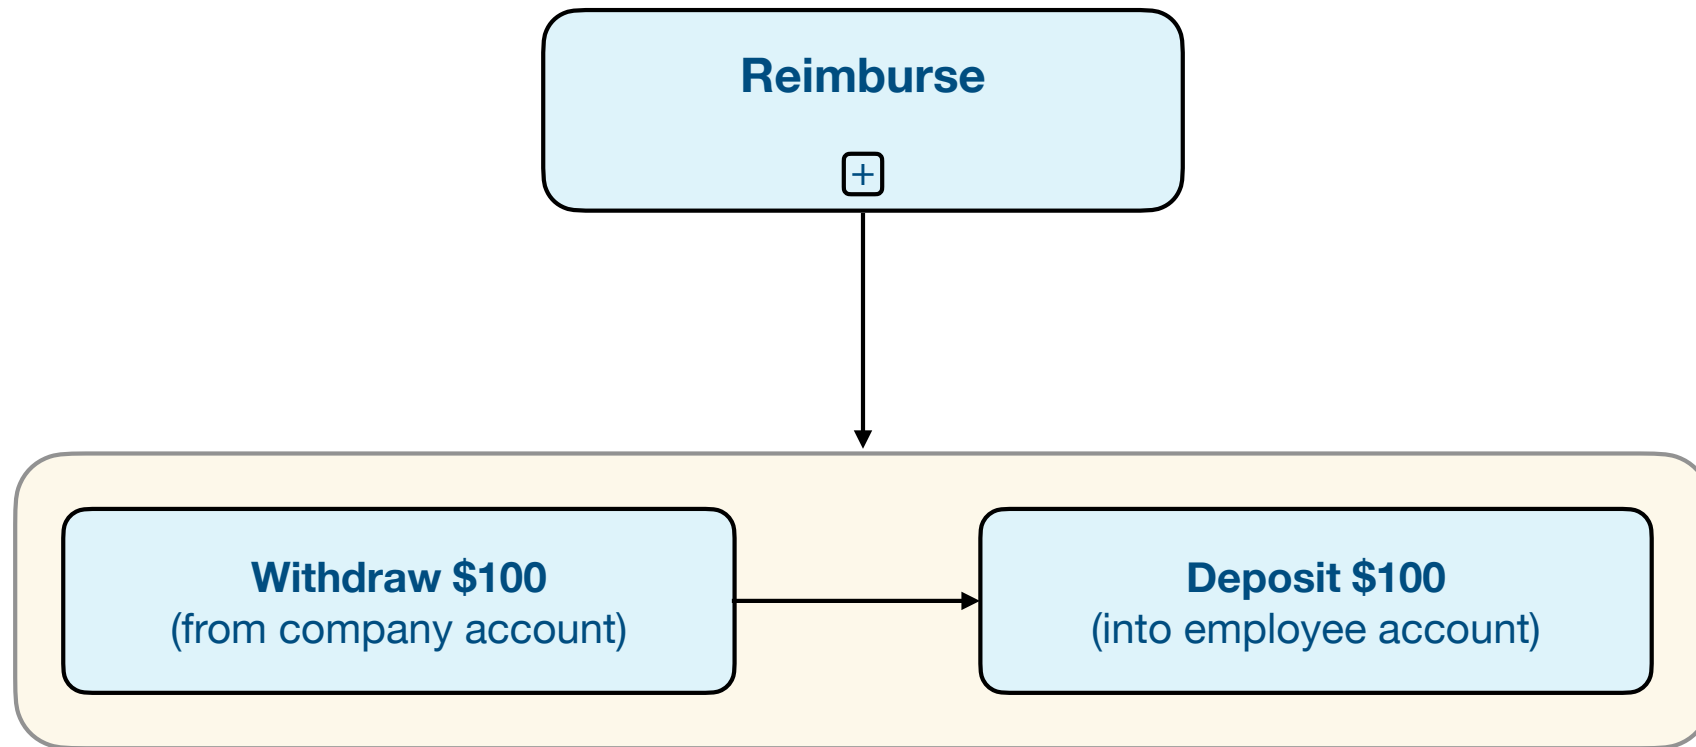 Reimburse
+
Withdraw $100
(from company account)
Deposit $100
(into employee account)